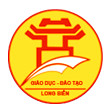 GIÁO DỤC - ĐÀO TẠO
LONG BIÊN